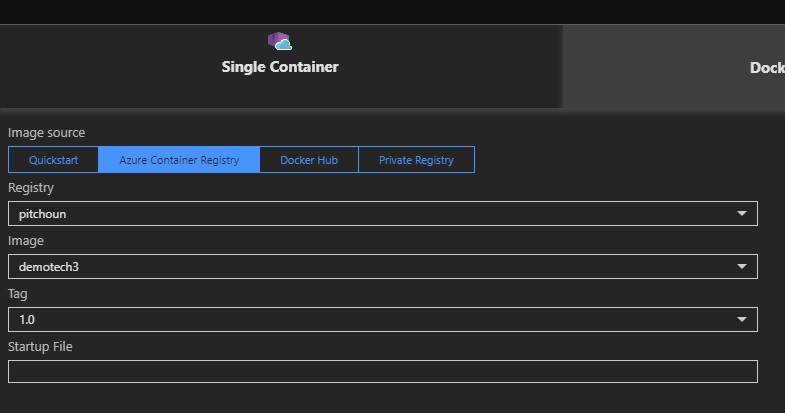 Single Container
Dock
Image source
Quickstart
Azure Container Registry
Docker Hub
Private Registry
Registry
pitchoun
Image
demotech3
Tag
1.0
Startup File